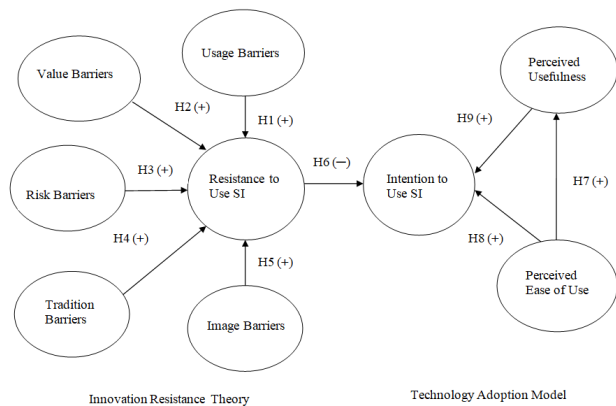 Usage Barriers
Perceived
Usefulness
Value Barriers
H2 (+)
H1 (+)
H9 (+)
H3 (+)
Resistance to
Use SI
H6 (—)
Intention to
Use SI
H7 (+)
Risk Barriers
H4 (+)
H8 (+)
H5 (+)
Perceived
Ease of Use
Tradition
Barriers
Image Barriers
Innovation Resistance Theory
Technology Adoption Model